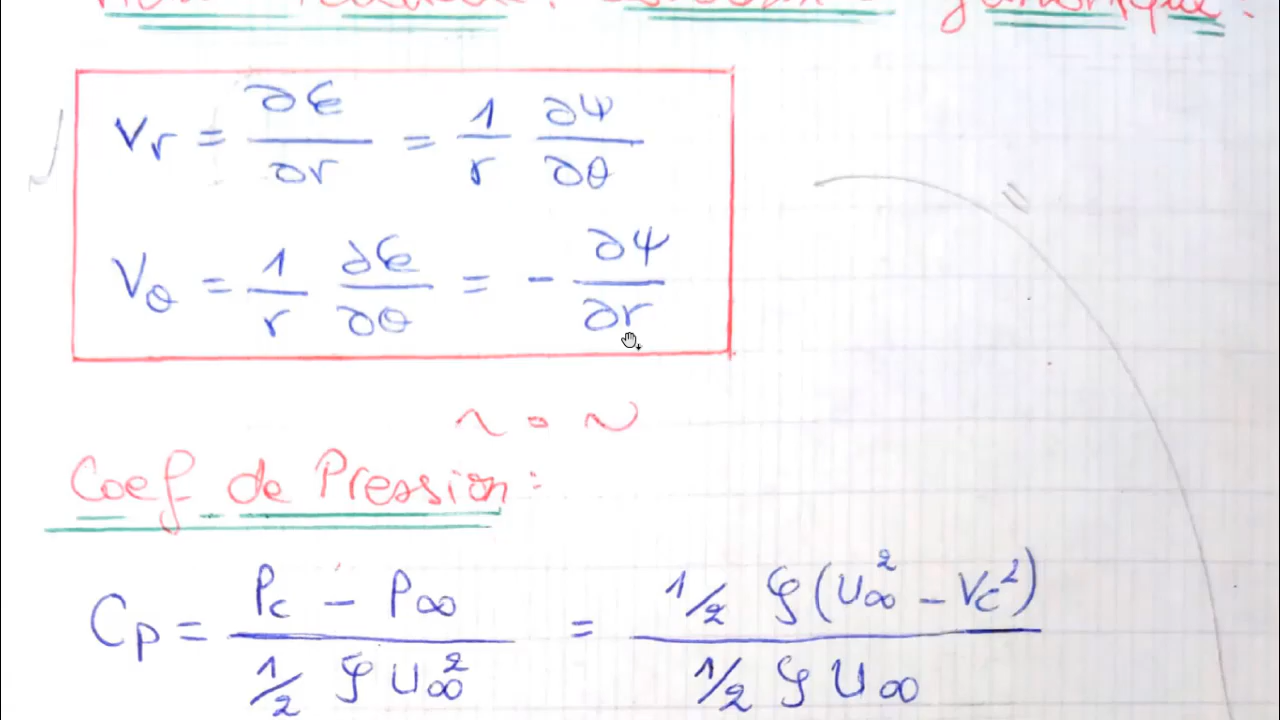 Vr = ∂ϕ/∂r = 1/r ∂Ψ/∂θ
Vθ = 1/r ∂ϕ/∂θ = - ∂Ψ/∂r
Coef de Pression:
Cp = (Pc - P∞)/(1/2 ρ U∞²) = (1/2 ρ (U∞² - Vc²))/(1/2 ρ U∞)